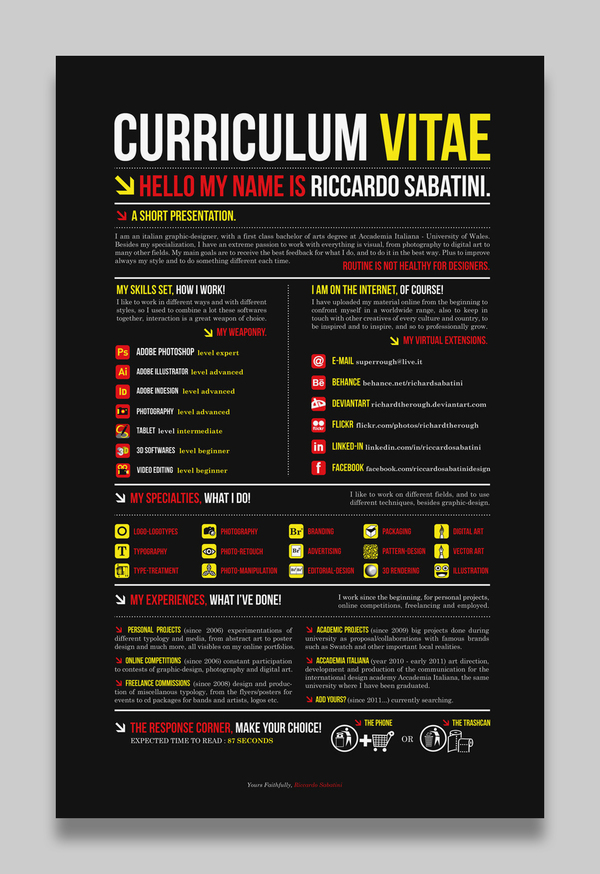 CURRICULUM VITAE
HELLO MY NAME IS RICCARDO SABATINI.
A SHORT PRESENTATION.
I am an italian graphic-designer, with a first class bachelor of arts degree at Accademia Italiana - University of Wales.
Besides my specialization, I have an extreme passion to work with everything is visual, from photography to digital art to
many other fields. My main goals are to receive the best feedback for what I do, and to do it in the best way. Plus to improve
always my style and to do something different each time.
ROUTINE IS NOT HEALTHY FOR DESIGNERS.
MY SKILLS SET, HOW I WORK!
I like to work in different ways and with different
styles, so I used to combine a lot these softwares
together, interaction is a great weapon of choice.
MY WEAPONRY.
Ps ADOBE PHOTOSHOP level expert
Ai ADOBE ILLUSTRATOR level advanced
ID ADOBE INDESIGN level advanced
PHOTOGRAPHY level advanced
TABLET level intermediate
3D 3D SOFTWARES level beginner
VIDEO EDITING level beginner
I AM ON THE INTERNET, OF COURSE!
I have uploaded my material online from the beginning to
confront myself in a worldwide range, also to keep in
touch with other creatives of every culture and country, to
be inspired and to inspire, and so to professionally grow.
MY VIRTUAL EXTENSIONS.
@ E-MAIL superrough@live.it
Bē BEHANCE behance.net/richardsabatini
DEVIANTART richardtherough.deviantart.com
FLICKR flickr.com/photos/richardtherough
in LINKED-IN linkedin.com/in/riccardosabatini
f FACEBOOK facebook.com/riccardosabatinidesign
MY SPECIALTIES, WHAT I DO!
I like to work on different fields, and to use
different techniques, besides graphic-design.
LOGO-LOGOTYPES PHOTOGRAPHY Br BRANDING PACKAGING DIGITAL ART
T TYPOGRAPHY PHOTO-RETOUCH Br ADVERTISING PATTERN-DESIGN VECTOR ART
TYPE-TREATMENT PHOTO-MANIPULATION EDITORIAL-DESIGN 3D RENDERING ILLUSTRATION
MY EXPERIENCES, WHAT I'VE DONE!
I work since the beginning, for personal projects,
online competitions, freelancing and employed.
PERSONAL PROJECTS (since 2006) experimentations of
different typology and media, from abstract art to poster
design and much more, all visibles on my online portfolios.
ONLINE COMPETITIONS (since 2006) constant participation
to contests of graphic-design, photography and digital art.
FREELANCE COMMISSIONS (since 2008) design and produc-
tion of miscellanous typology, from the flyers/posters for
events to cd packages for bands and artists, logos etc.
ACADEMIC PROJECTS (since 2009) big projects done during
university as proposal/collaborations with famous brands
such as Swatch and other important local realities.
ACCADEMIA ITALIANA (year 2010 - early 2011) art direction,
development and production of the communication for the
international design academy Accademia Italiana, the same
university where I have been graduated.
ADD YOURS? (since 2011...) currently searching.
THE RESPONSE CORNER, MAKE YOUR CHOICE!
EXPECTED TIME TO READ : 87 SECONDS
THE PHONE
OR
THE TRASHCAN
Yours Faithfully, Riccardo Sabatini